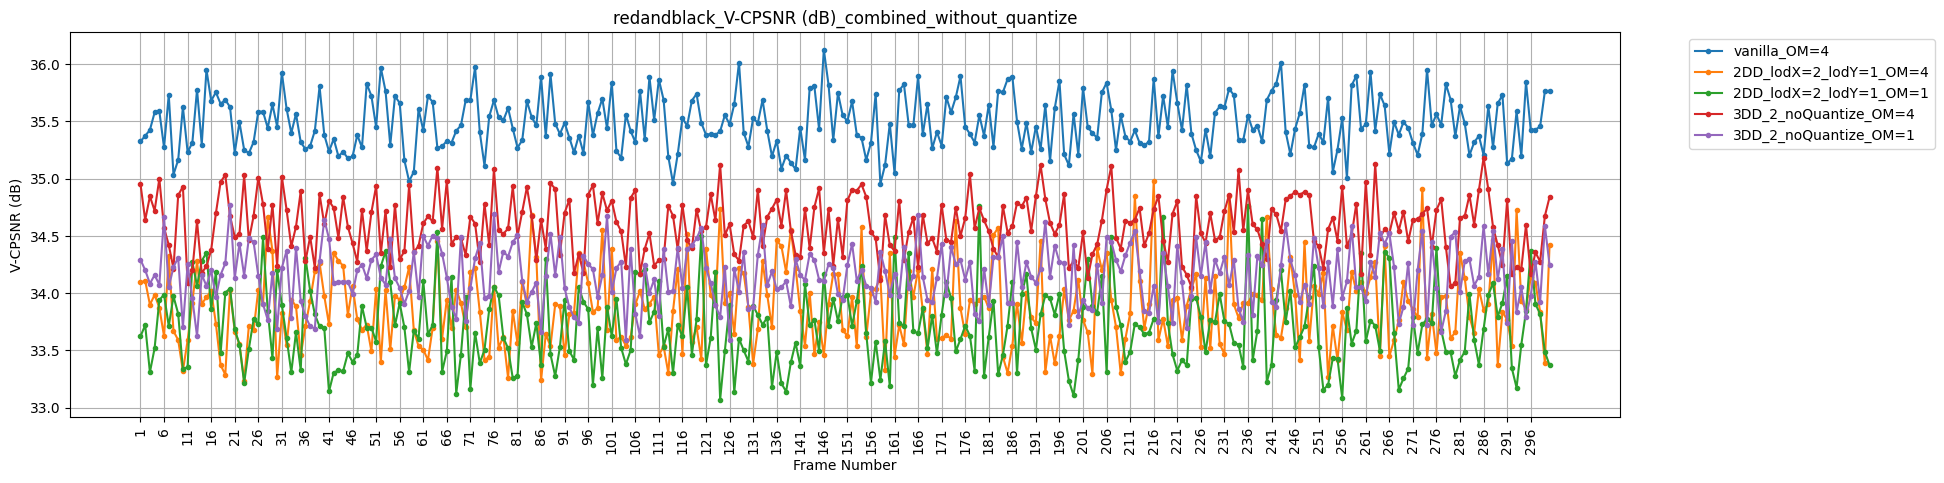 redandblack_V-CPSNR (dB)_combined_without_quantize
V-CPSNR (dB)
36.0
35.5
35.0
34.5
34.0
33.5
33.0
1 6 11 16 21 26 31 36 41 46 51 56 61 66 71 76 81 86 91 96 101 106 111 116 121 126 131 136 141 146 151 156 161 166 171 176 181 186 191 196 201 206 211 216 221 226 231 236 241 246 251 256 261 266 271 276 281 286 291 296
Frame Number
vanilla_OM=4
2DD_lodX=2_lodY=1_OM=4
2DD_lodX=2_lodY=1_OM=1
3DD_2_noQuantize_OM=4
3DD_2_noQuantize_OM=1